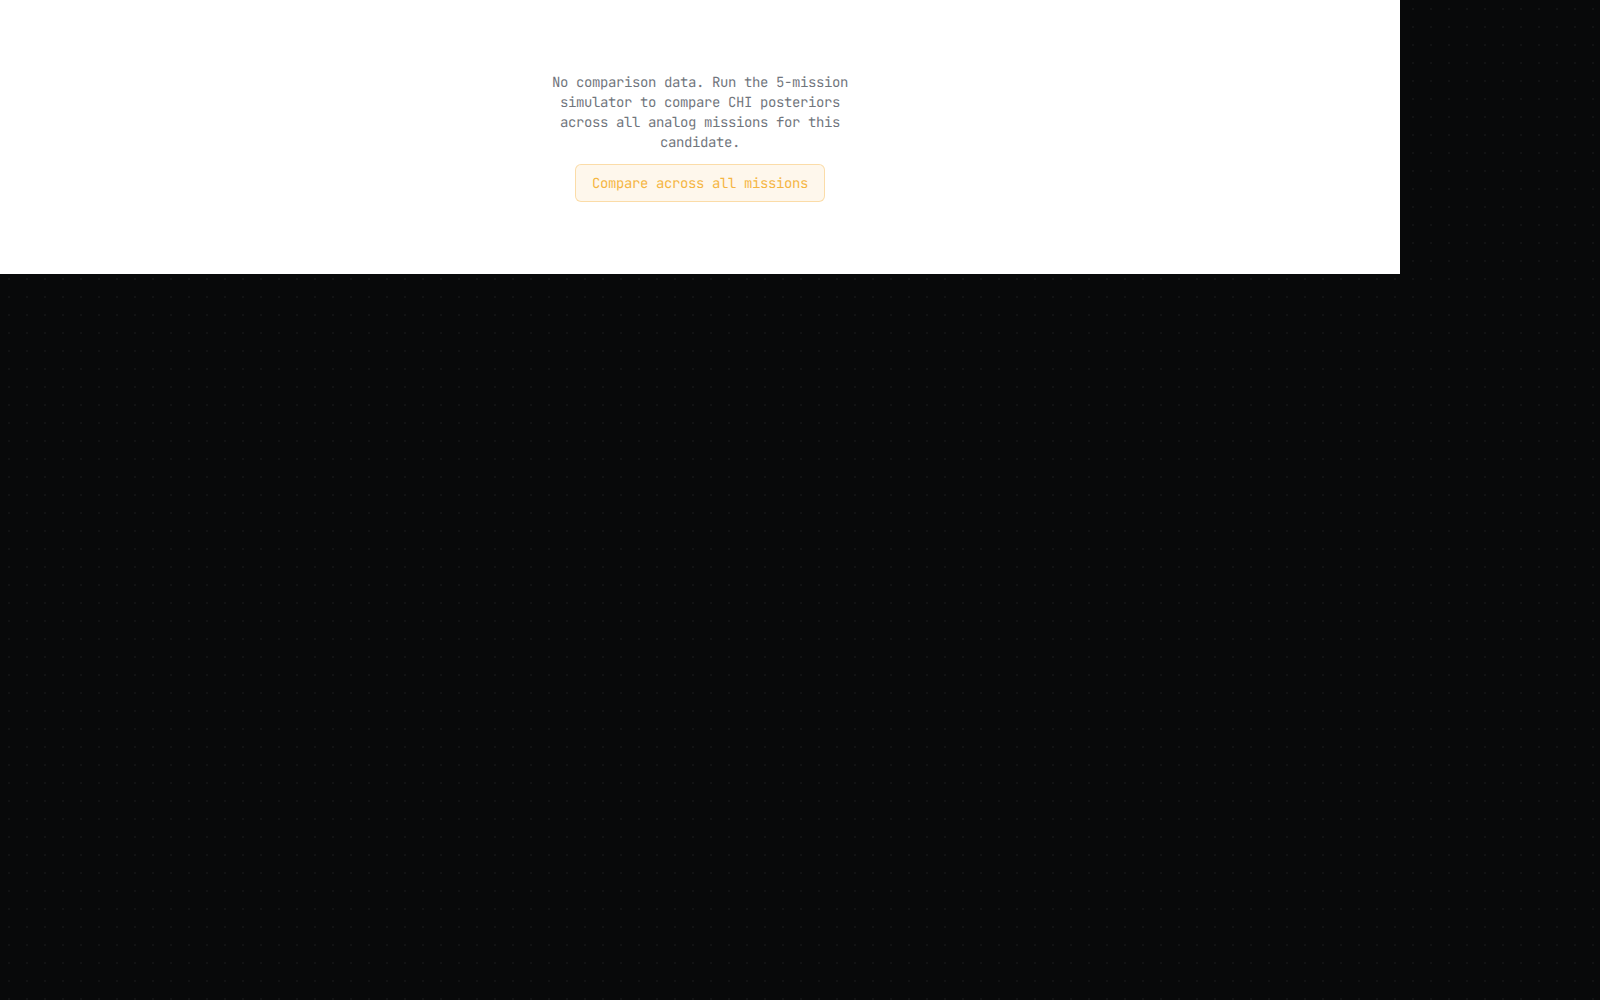 No comparison data. Run the 5-mission
simulator to compare CHI posteriors
across all analog missions for this
candidate.
Compare across all missions